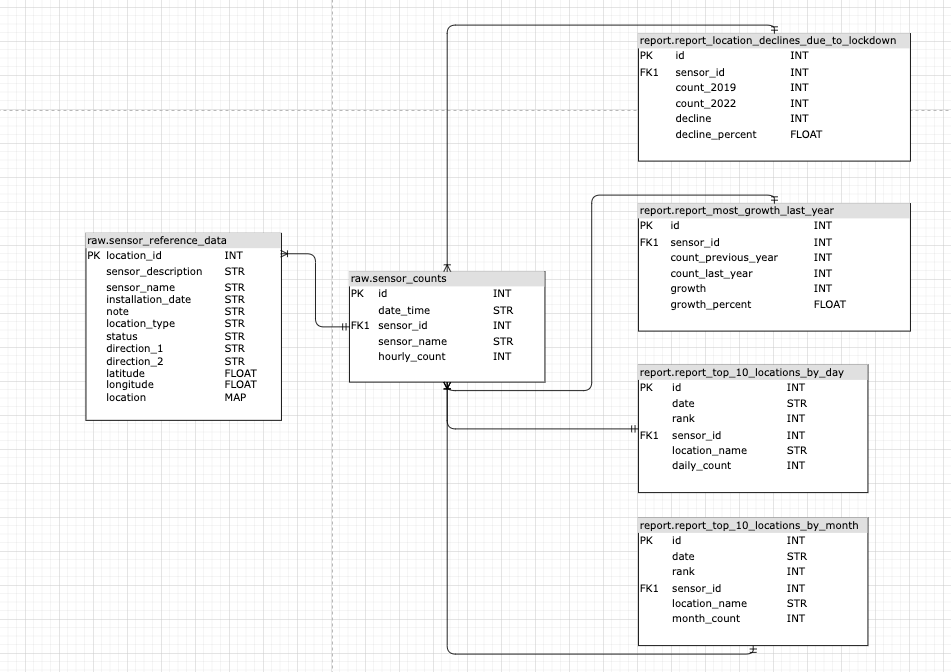 report.report_location_declines_due_to_lockdown
PK id INT
FK1 sensor_id INT
count_2019 INT
count_2022 INT
decline INT
decline_percent FLOAT
report.report_most_growth_last_year
PK id INT
FK1 sensor_id INT
count_previous_year INT
count_last_year INT
growth INT
growth_percent FLOAT
raw.sensor_reference_data
PK location_id INT
sensor_description STR
sensor_name STR
installation_date STR
note STR
location_type STR
status STR
direction_1 STR
direction_2 STR
latitude FLOAT
longitude FLOAT
location MAP
raw.sensor_counts
PK id INT
date_time STR
FK1 sensor_id INT
sensor_name STR
hourly_count INT
report.report_top_10_locations_by_day
PK id INT
date STR
rank INT
FK1 sensor_id INT
location_name STR
daily_count INT
report.report_top_10_locations_by_month
PK id INT
date STR
rank INT
FK1 sensor_id INT
location_name STR
month_count INT